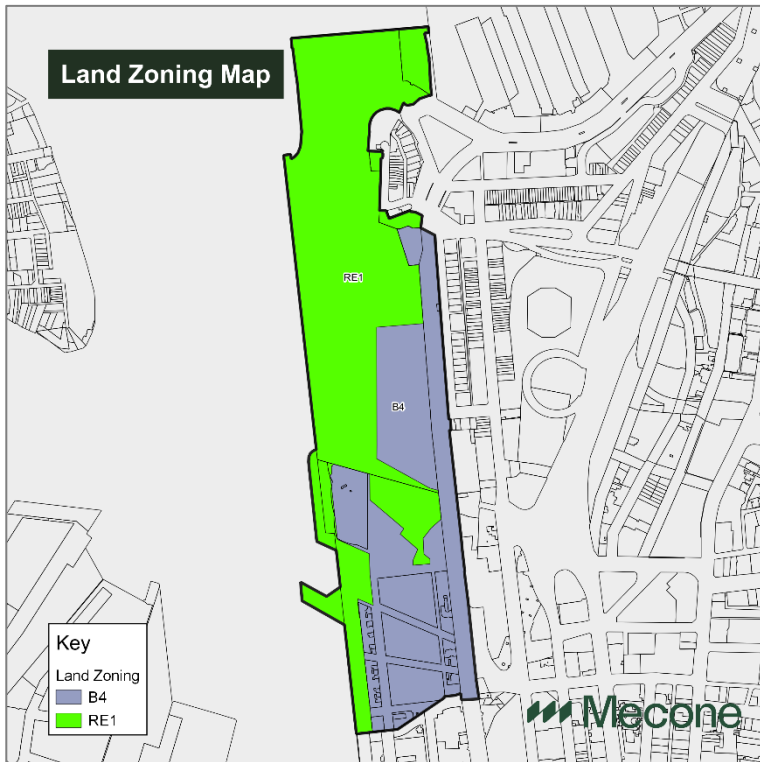 Land Zoning Map
RE1
B4
Key
Land Zoning
B4
RE1
Mecone